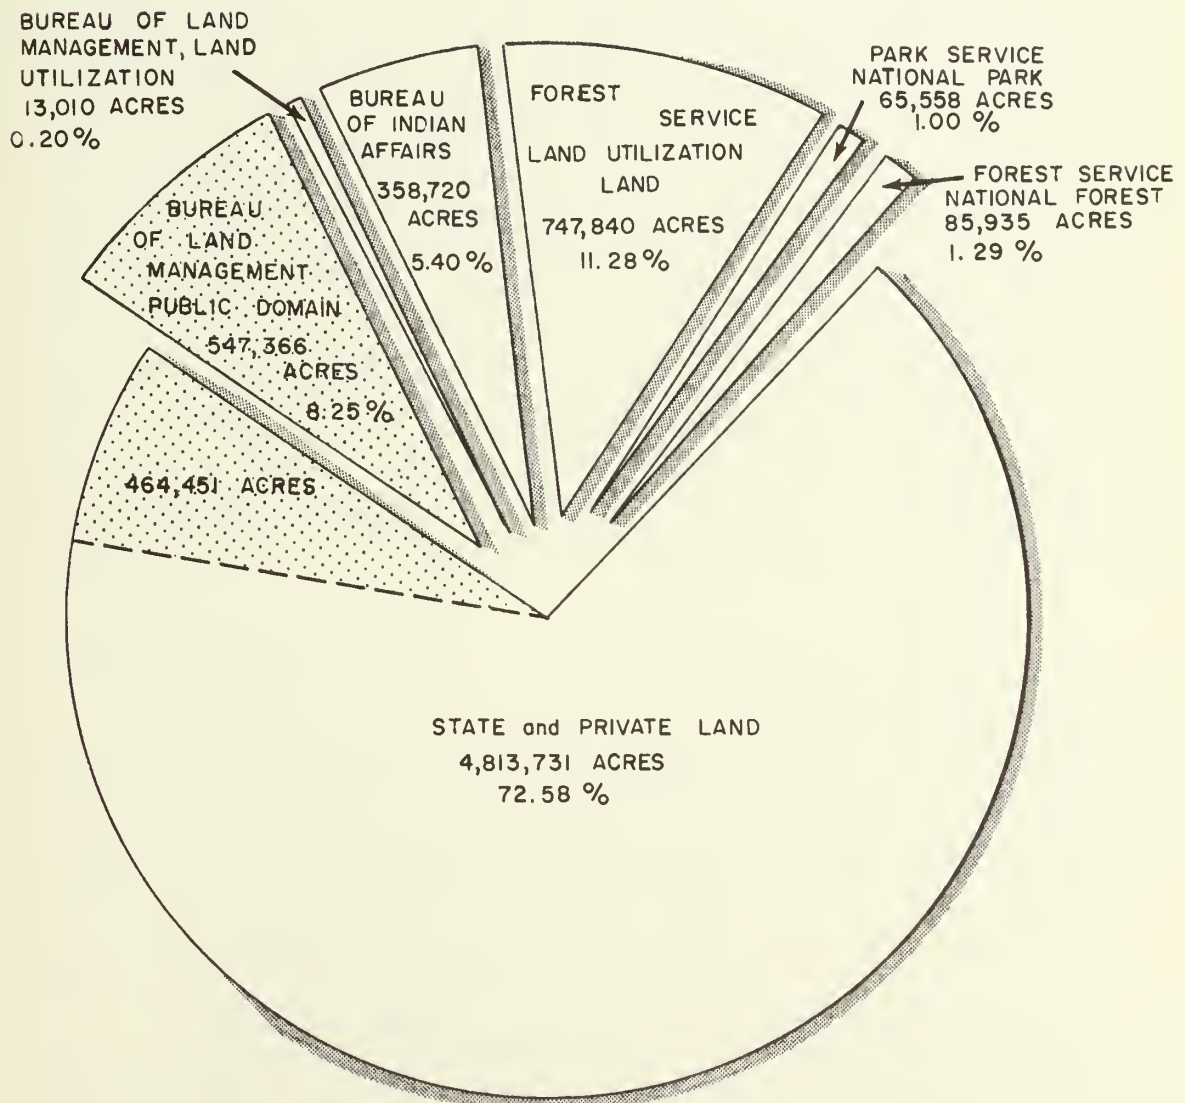 BUREAU OF LAND
MANAGEMENT, LAND
UTILIZATION
13,010 ACRES
0.20%
BUREAU
OF LAND
MANAGEMENT
PUBLIC DOMAIN
547,366
ACRES
8.25%
464,451 ACRES
BUREAU
OF INDIAN
AFFAIRS
358,720
ACRES
5.40%
FOREST
SERVICE
LAND UTILIZATION
LAND
747,840 ACRES
11.28%
PARK SERVICE
NATIONAL PARK
65,558 ACRES
1.00 %
FOREST SERVICE
NATIONAL FOREST
85,935 ACRES
1.29 %
STATE and PRIVATE LAND
4,813,731 ACRES
72.58 %